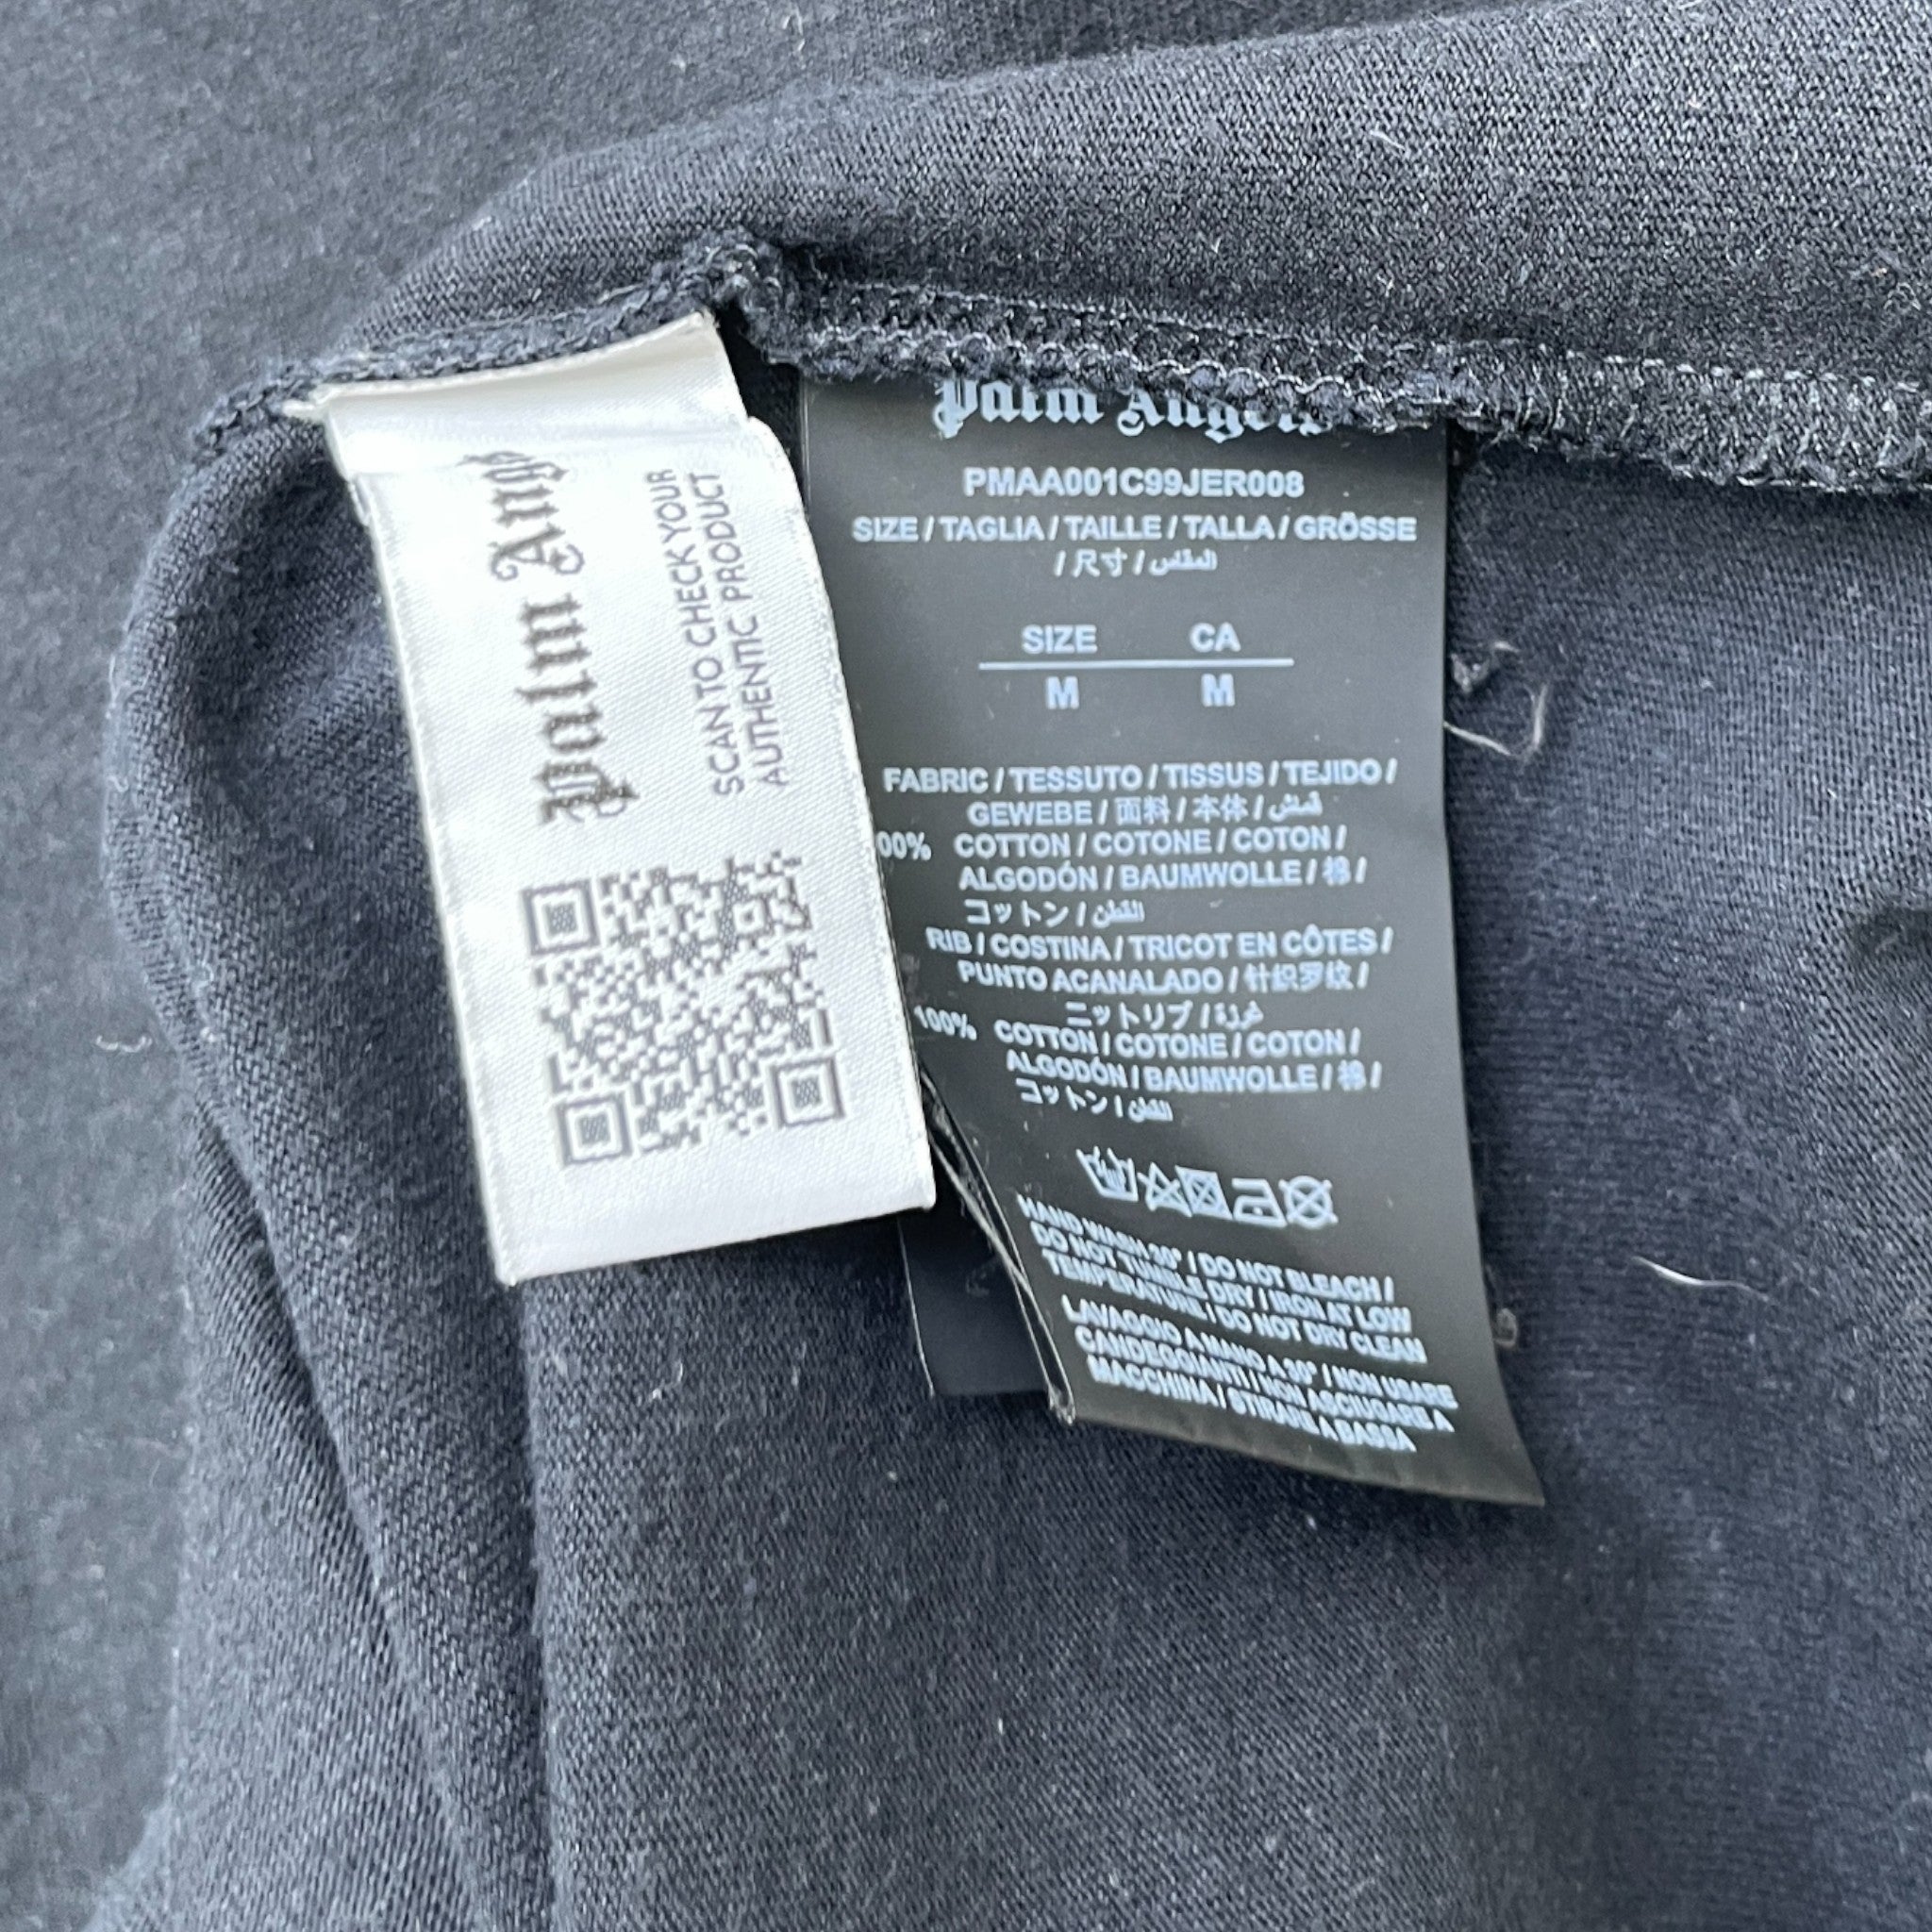 Palm Ang
SCAN TO CHECK YOUR
AUTHENTIC PRODUCT
Palm Angels
PMAA001C99JER008
SIZE / TAGLIA / TAILLE / TALLA / GRÖSSE
/ 尺寸 / المقاس
SIZE CA
M M
FABRIC / TESSUTO / TISSUS / TEJIDO /
GEWEBE / 面料 / 本体 / قماش
00% COTTON / COTONE / COTON /
ALGODÓN / BAUMWOLLE / 棉 /
コットン / القطن
RIB / COSTINA / TRICOT EN CÔTES /
PUNTO ACANALADO / 针织罗纹 /
ニットリブ / غرزة
100% COTTON / COTONE / COTON /
ALGODÓN / BAUMWOLLE / 棉 /
コットン / القطن
HAND WASH 30° / DO NOT BLEACH /
DO NOT TUMBLE DRY / IRON AT LOW
TEMPERATURE / DO NOT DRY CLEAN
LAVAGGIO A MANO A 30° / NON USARE
CANDEGGIANTI / NON ASCIUGARE A
MACCHINA / STIRARE A BASSA